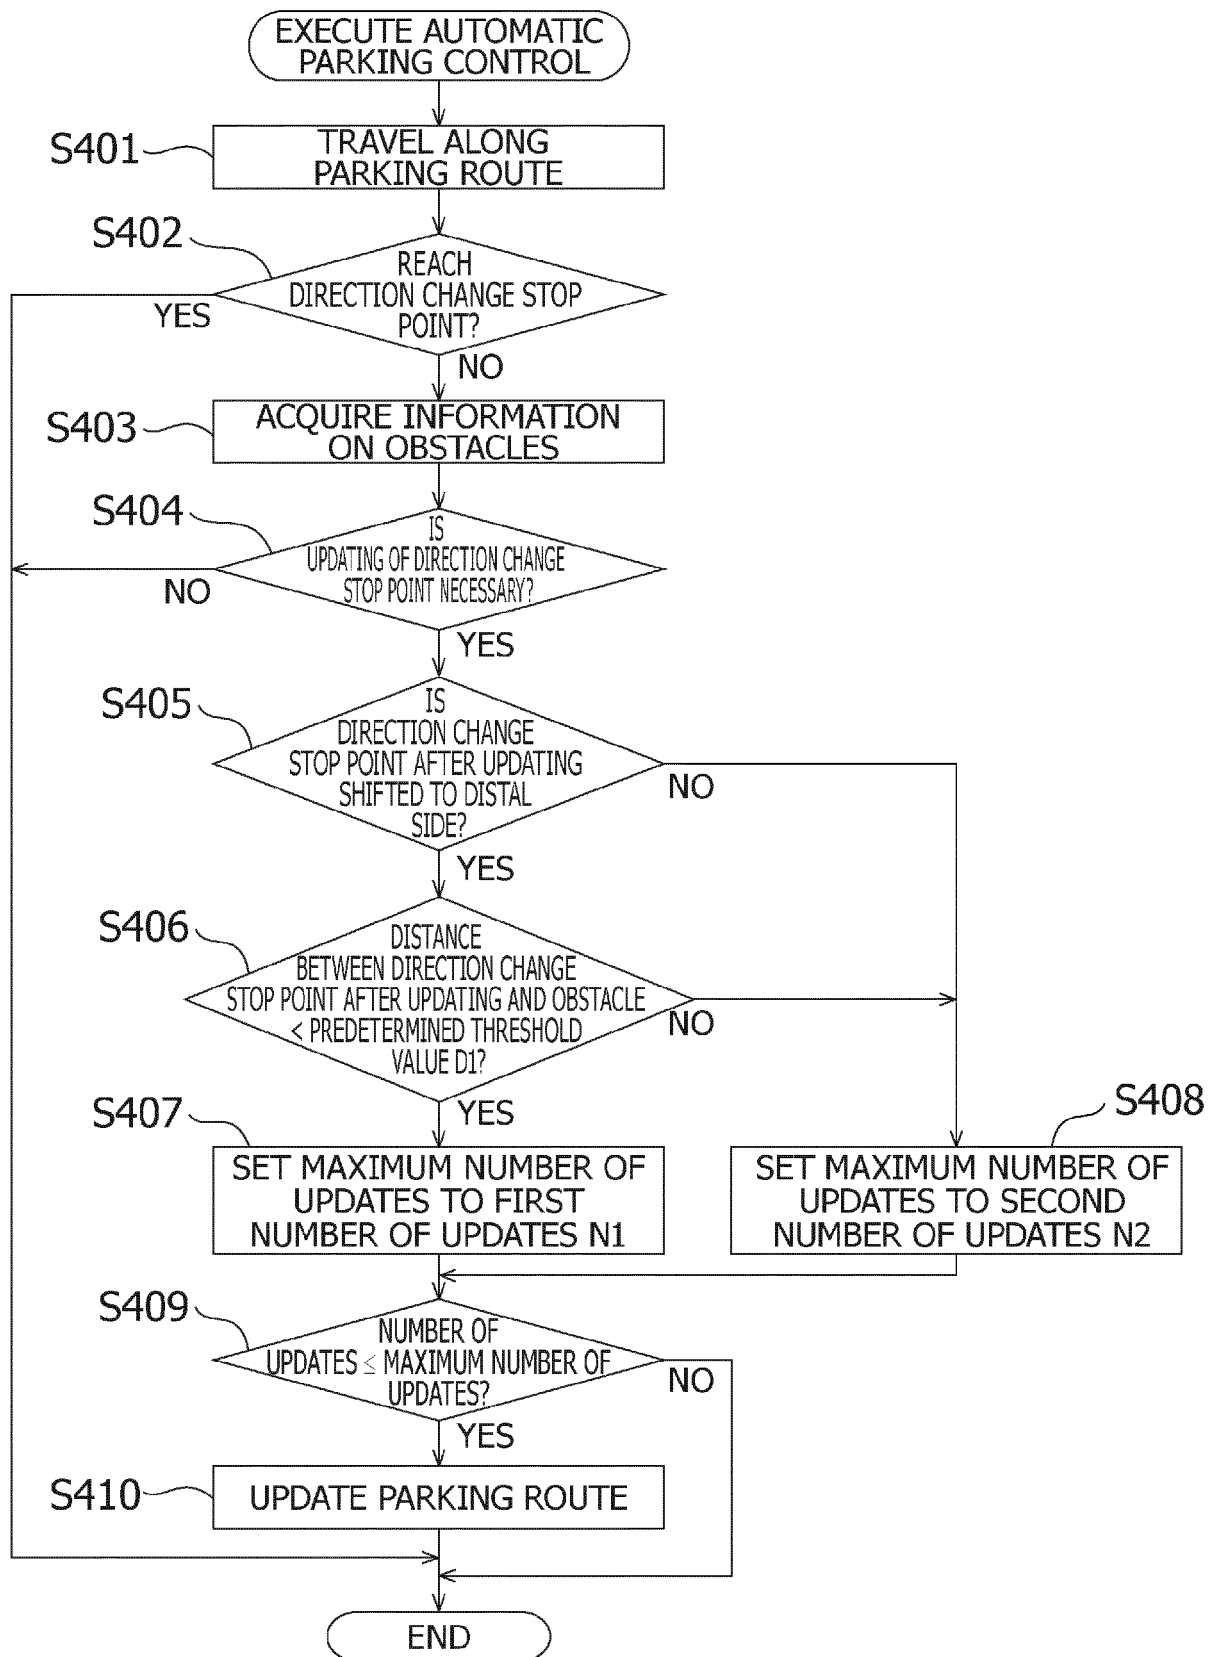 EXECUTE AUTOMATIC
PARKING CONTROL
S401
TRAVEL ALONG
PARKING ROUTE
S402
REACH
DIRECTION CHANGE STOP
POINT?
YES
NO
S403
ACQUIRE INFORMATION
ON OBSTACLES
S404
IS
UPDATING OF DIRECTION CHANGE
STOP POINT NECESSARY?
NO
YES
S405
IS
DIRECTION CHANGE
STOP POINT AFTER UPDATING
SHIFTED TO DISTAL
SIDE?
NO
YES
S406
DISTANCE
BETWEEN DIRECTION CHANGE
STOP POINT AFTER UPDATING AND OBSTACLE
< PREDETERMINED THRESHOLD
VALUE D1?
NO
YES
S407
SET MAXIMUM NUMBER OF
UPDATES TO FIRST
NUMBER OF UPDATES N1
S408
SET MAXIMUM NUMBER OF
UPDATES TO SECOND
NUMBER OF UPDATES N2
S409
NUMBER OF
UPDATES ≤ MAXIMUM NUMBER OF
UPDATES?
NO
YES
S410
UPDATE PARKING ROUTE
END